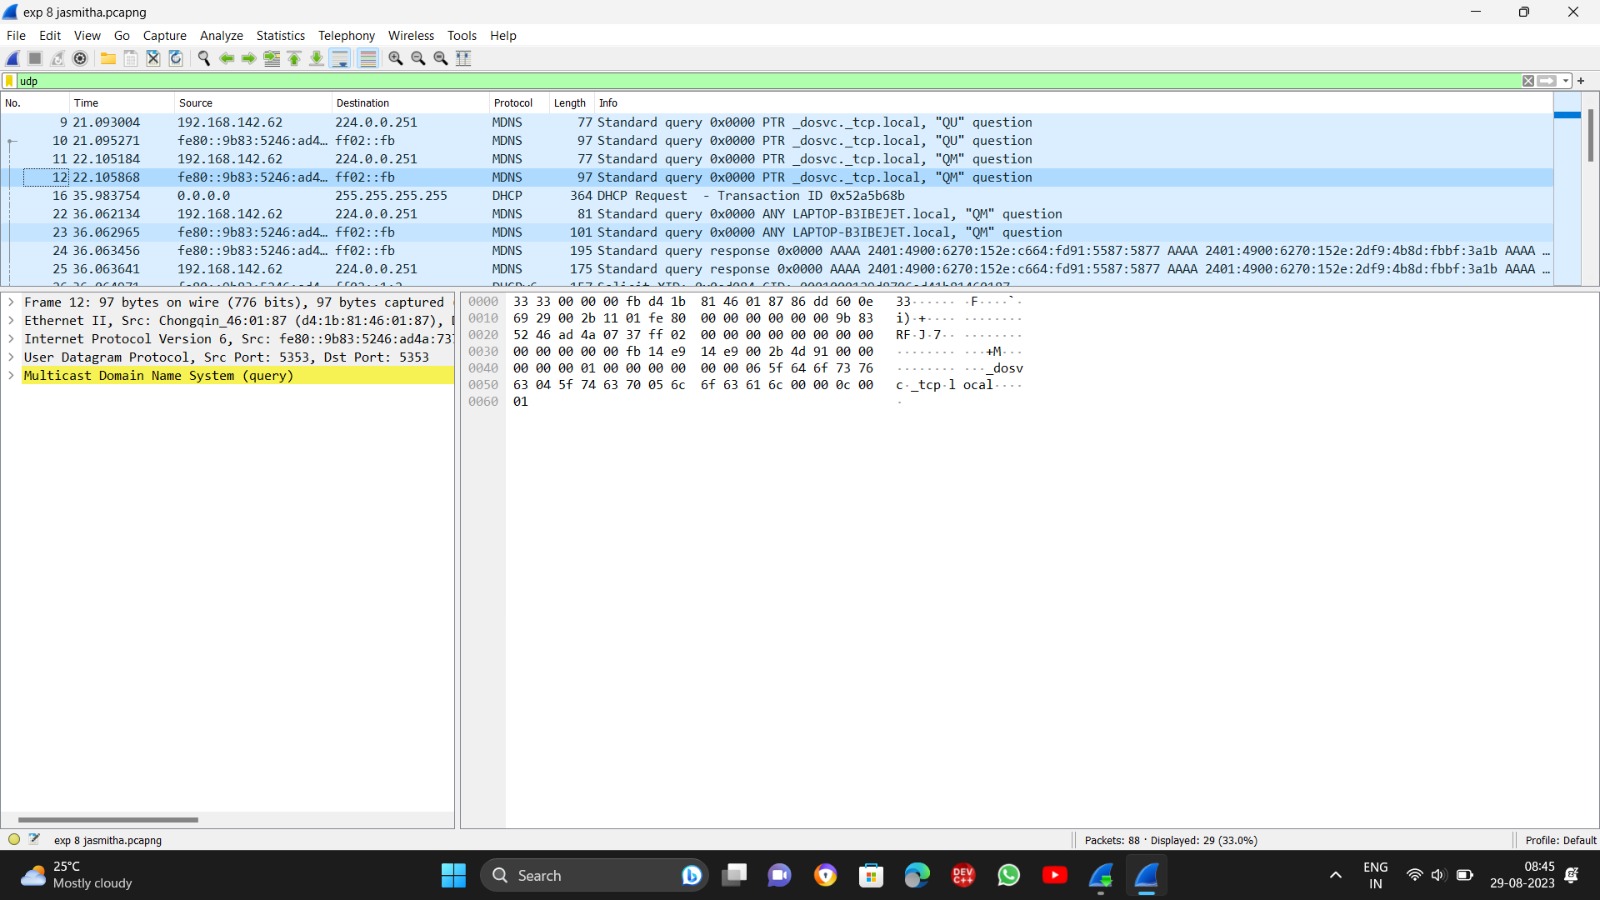 exp 8 jasmitha.pcapng
File Edit View Go Capture Analyze Statistics Telephony Wireless Tools Help
udp
No. Time Source Destination Protocol Length Info
9 21.093004 192.168.142.62 224.0.0.251 MDNS 77 Standard query 0x0000 PTR _dosvc._tcp.local, "QU" question
10 21.095271 fe80::9b83:5246:ad4… ff02::fb MDNS 97 Standard query 0x0000 PTR _dosvc._tcp.local, "QU" question
11 22.105184 192.168.142.62 224.0.0.251 MDNS 77 Standard query 0x0000 PTR _dosvc._tcp.local, "QM" question
12 22.105868 fe80::9b83:5246:ad4… ff02::fb MDNS 97 Standard query 0x0000 PTR _dosvc._tcp.local, "QM" question
16 35.983754 0.0.0.0 255.255.255.255 DHCP 364 DHCP Request - Transaction ID 0x52a5b68b
22 36.062134 192.168.142.62 224.0.0.251 MDNS 81 Standard query 0x0000 ANY LAPTOP-B3IBEJET.local, "QM" question
23 36.062965 fe80::9b83:5246:ad4… ff02::fb MDNS 101 Standard query 0x0000 ANY LAPTOP-B3IBEJET.local, "QM" question
24 36.063456 fe80::9b83:5246:ad4… ff02::fb MDNS 195 Standard query response 0x0000 AAAA 2401:4900:6270:152e:c664:fd91:5587:5877 AAAA 2401:4900:6270:152e:2df9:4b8d:fbbf:3a1b AAAA …
25 36.063641 192.168.142.62 224.0.0.251 MDNS 175 Standard query response 0x0000 AAAA 2401:4900:6270:152e:c664:fd91:5587:5877 AAAA 2401:4900:6270:152e:2df9:4b8d:fbbf:3a1b AAAA …
Frame 12: 97 bytes on wire (776 bits), 97 bytes captured
Ethernet II, Src: Chongqin_46:01:87 (d4:1b:81:46:01:87),
Internet Protocol Version 6, Src: fe80::9b83:5246:ad4a:737
User Datagram Protocol, Src Port: 5353, Dst Port: 5353
Multicast Domain Name System (query)
0000 33 33 00 00 00 fb d4 1b 81 46 01 87 86 dd 60 0e 33······ ·F····`·
0010 69 29 00 2b 11 01 fe 80 00 00 00 00 00 00 9b 83 i)·+···· ········
0020 52 46 ad 4a 07 37 ff 02 00 00 00 00 00 00 00 00 RF·J·7·· ········
0030 00 00 00 00 00 fb 14 e9 14 e9 00 2b 4d 91 00 00 ········ ···+M···
0040 00 00 00 01 00 00 00 00 00 00 06 5f 64 6f 73 76 ········ ···_dosv
0050 63 04 5f 74 63 70 05 6c 6f 63 61 6c 00 00 0c 00 c·_tcp·l ocal····
0060 01 ·
exp 8 jasmitha.pcapng
Packets: 88 · Displayed: 29 (33.0%)
Profile: Default
25°C
Mostly cloudy
Search
DEV
C++
ENG
IN
08:45
29-08-2023